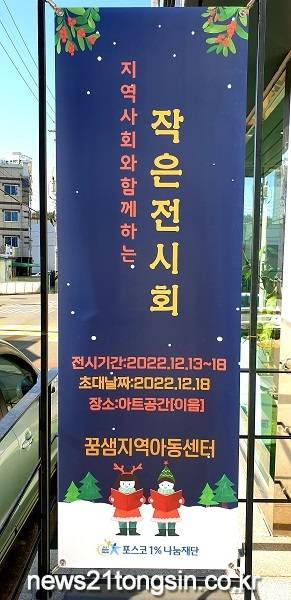 지역사회와함께하는
작은전시회
전시기간:2022.12.13~18
초대날짜:2022.12.18
장소:아트공간[이음]
꿈샘지역아동센터
포스코 1% 나눔재단
news21tongsin.co.kr